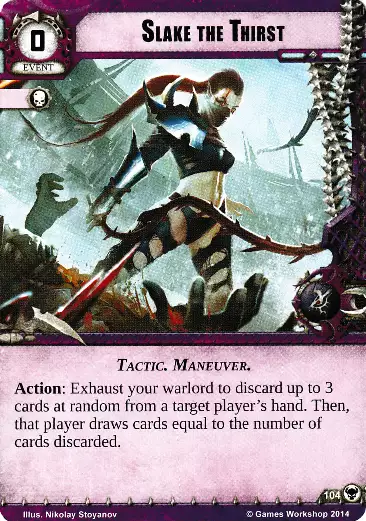 0
SLAKE THE THIRST
EVENT
TACTIC. MANEUVER.
Action: Exhaust your warlord to discard up to 3
cards at random from a target player's hand. Then,
that player draws cards equal to the number of
cards discarded.
104
Illus. Nikolay Stoyanov
© Games Workshop 2014